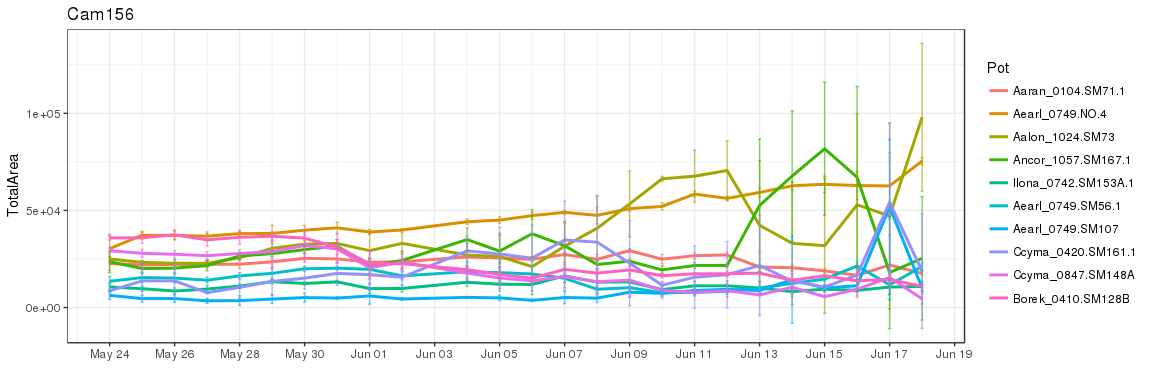 Cam156
TotalArea
1e+05
5e+04
0e+00
May 24
May 26
May 28
May 30
Jun 01
Jun 03
Jun 05
Jun 07
Jun 09
Jun 11
Jun 13
Jun 15
Jun 17
Jun 19
Pot
Aaran_0104.SM71.1
Aearl_0749.NO.4
Aalon_1024.SM73
Ancor_1057.SM167.1
Ilona_0742.SM153A.1
Aearl_0749.SM56.1
Aearl_0749.SM107
Ccyma_0420.SM161.1
Ccyma_0847.SM148A
Borek_0410.SM128B